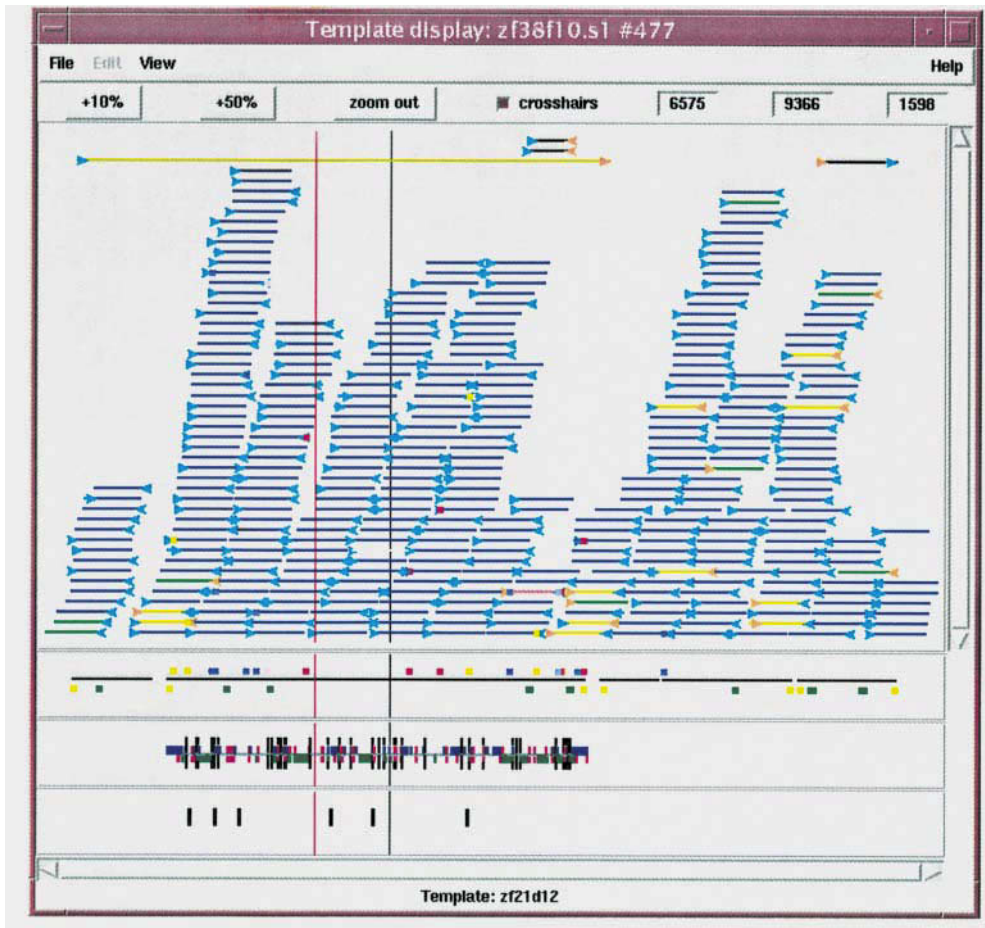 Template display: zf38f10.s1 #477
File Edit View Help
+10% +50% zoom out crosshairs 6575 9366 1598
Template: zf21d12